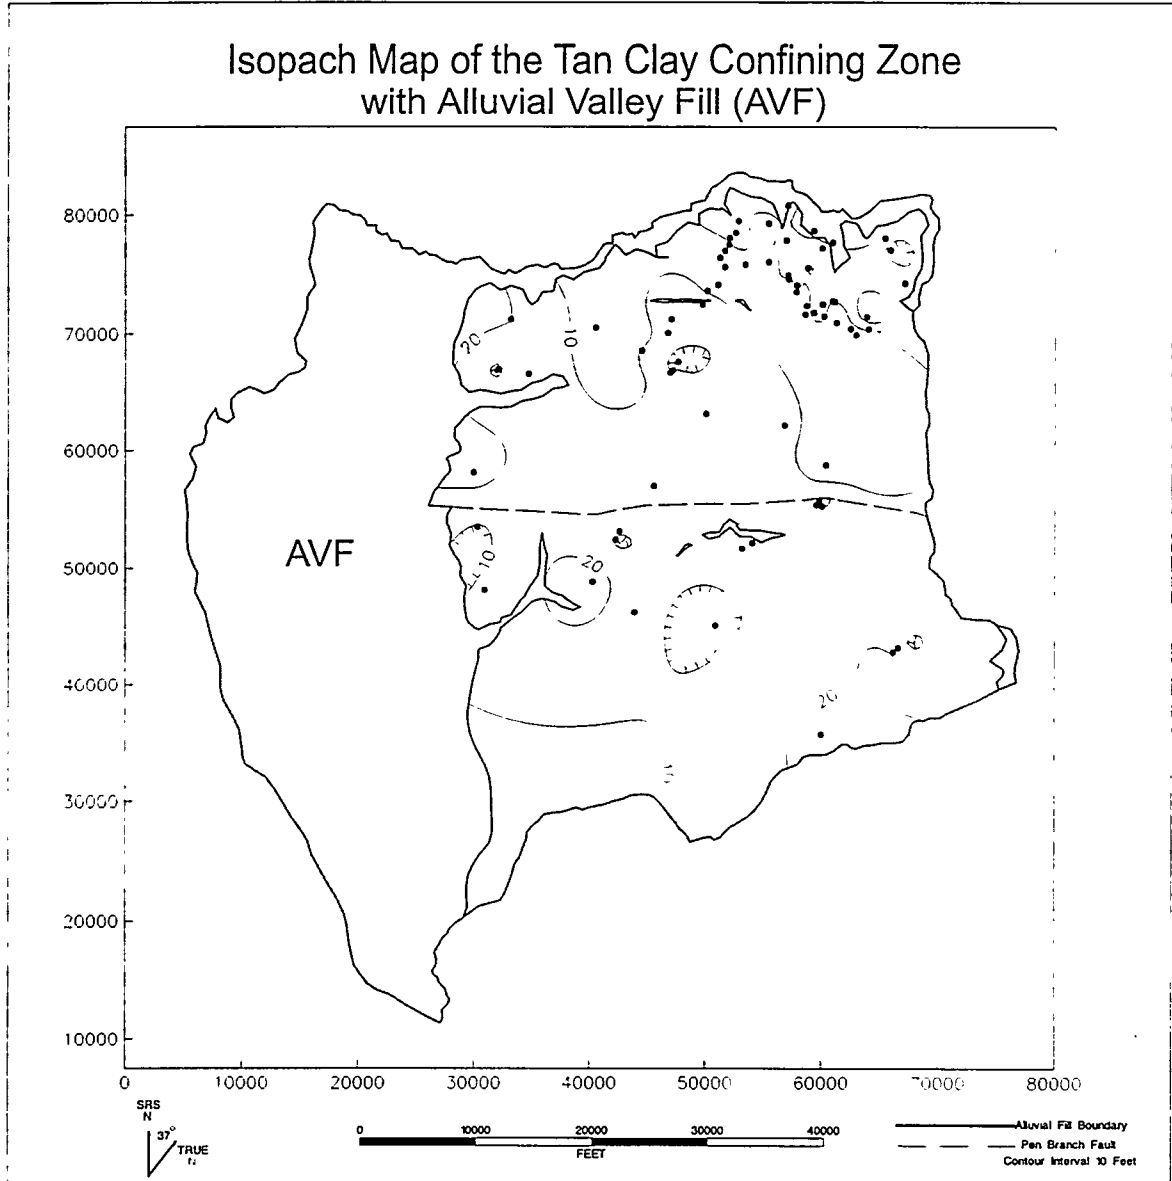 Isopach Map of the Tan Clay Confining Zone
with Alluvial Valley Fill (AVF)
80000
70000
60000
50000
40000
30000
20000
10000
20
10
AVF
10
20
20
0 10000 20000 30000 40000 50000 60000 70000 80000
SRS
N
37°
TRUE
N
0 10000 20000 30000 40000
FEET
Alluvial Fill Boundary
Pen Branch Fault
Contour Interval 10 Feet